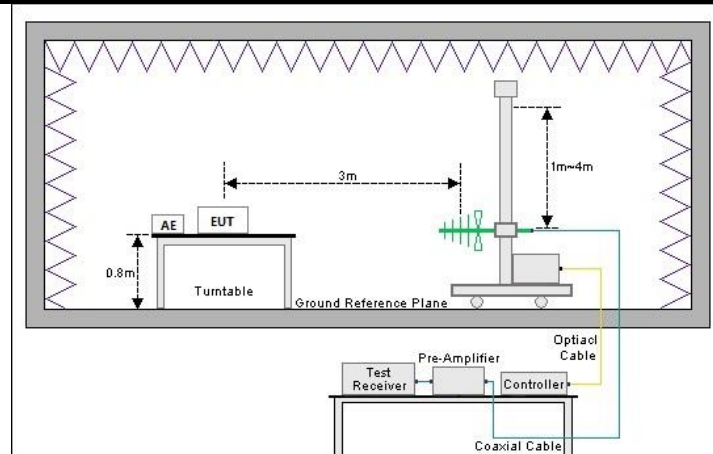 3m
1m~4m
AE
EUT
0.8m
Turntable
Ground Reference Plane
Optiacl
Cable
Pre-Amplifier
Test
Receiver
Controller
Coaxial Cable